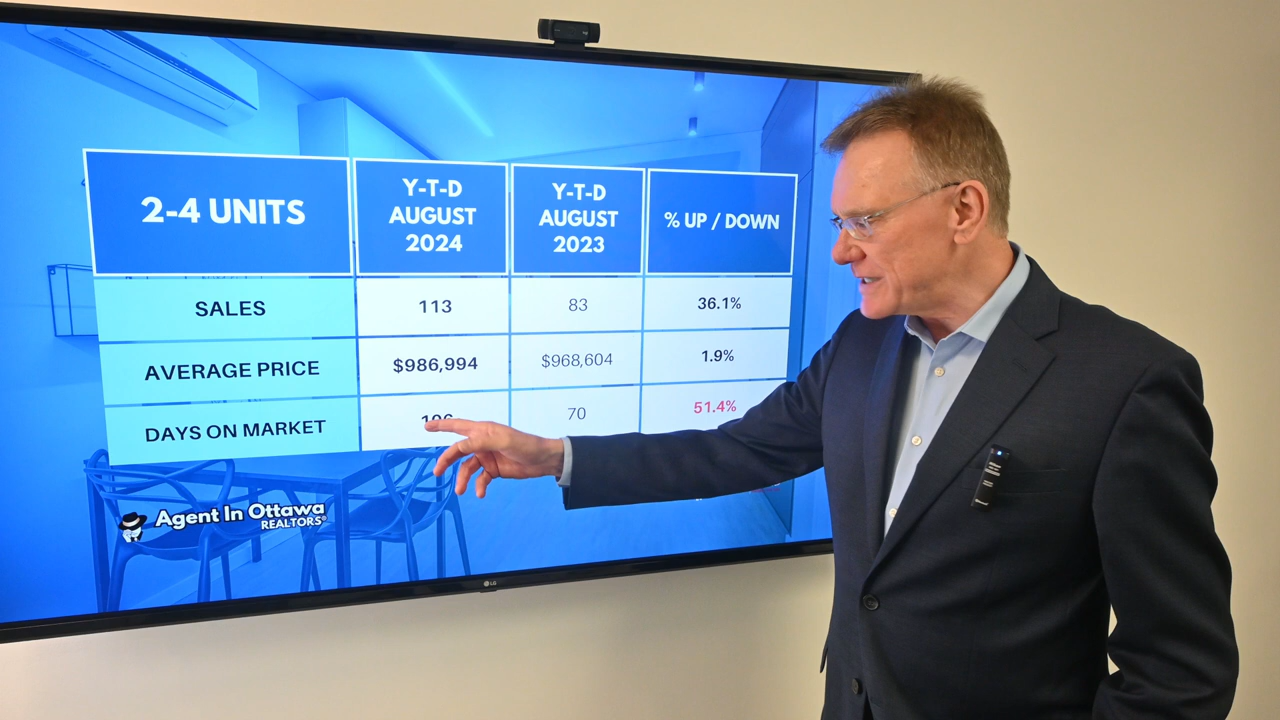 2-4 UNITS
Y-T-D
AUGUST
2024
Y-T-D
AUGUST
2023
% UP / DOWN
SALES
113
83
36.1%
AVERAGE PRICE
$986,994
$968,604
1.9%
DAYS ON MARKET
70
51.4%
Agent In Ottawa
REALTORS®
LG